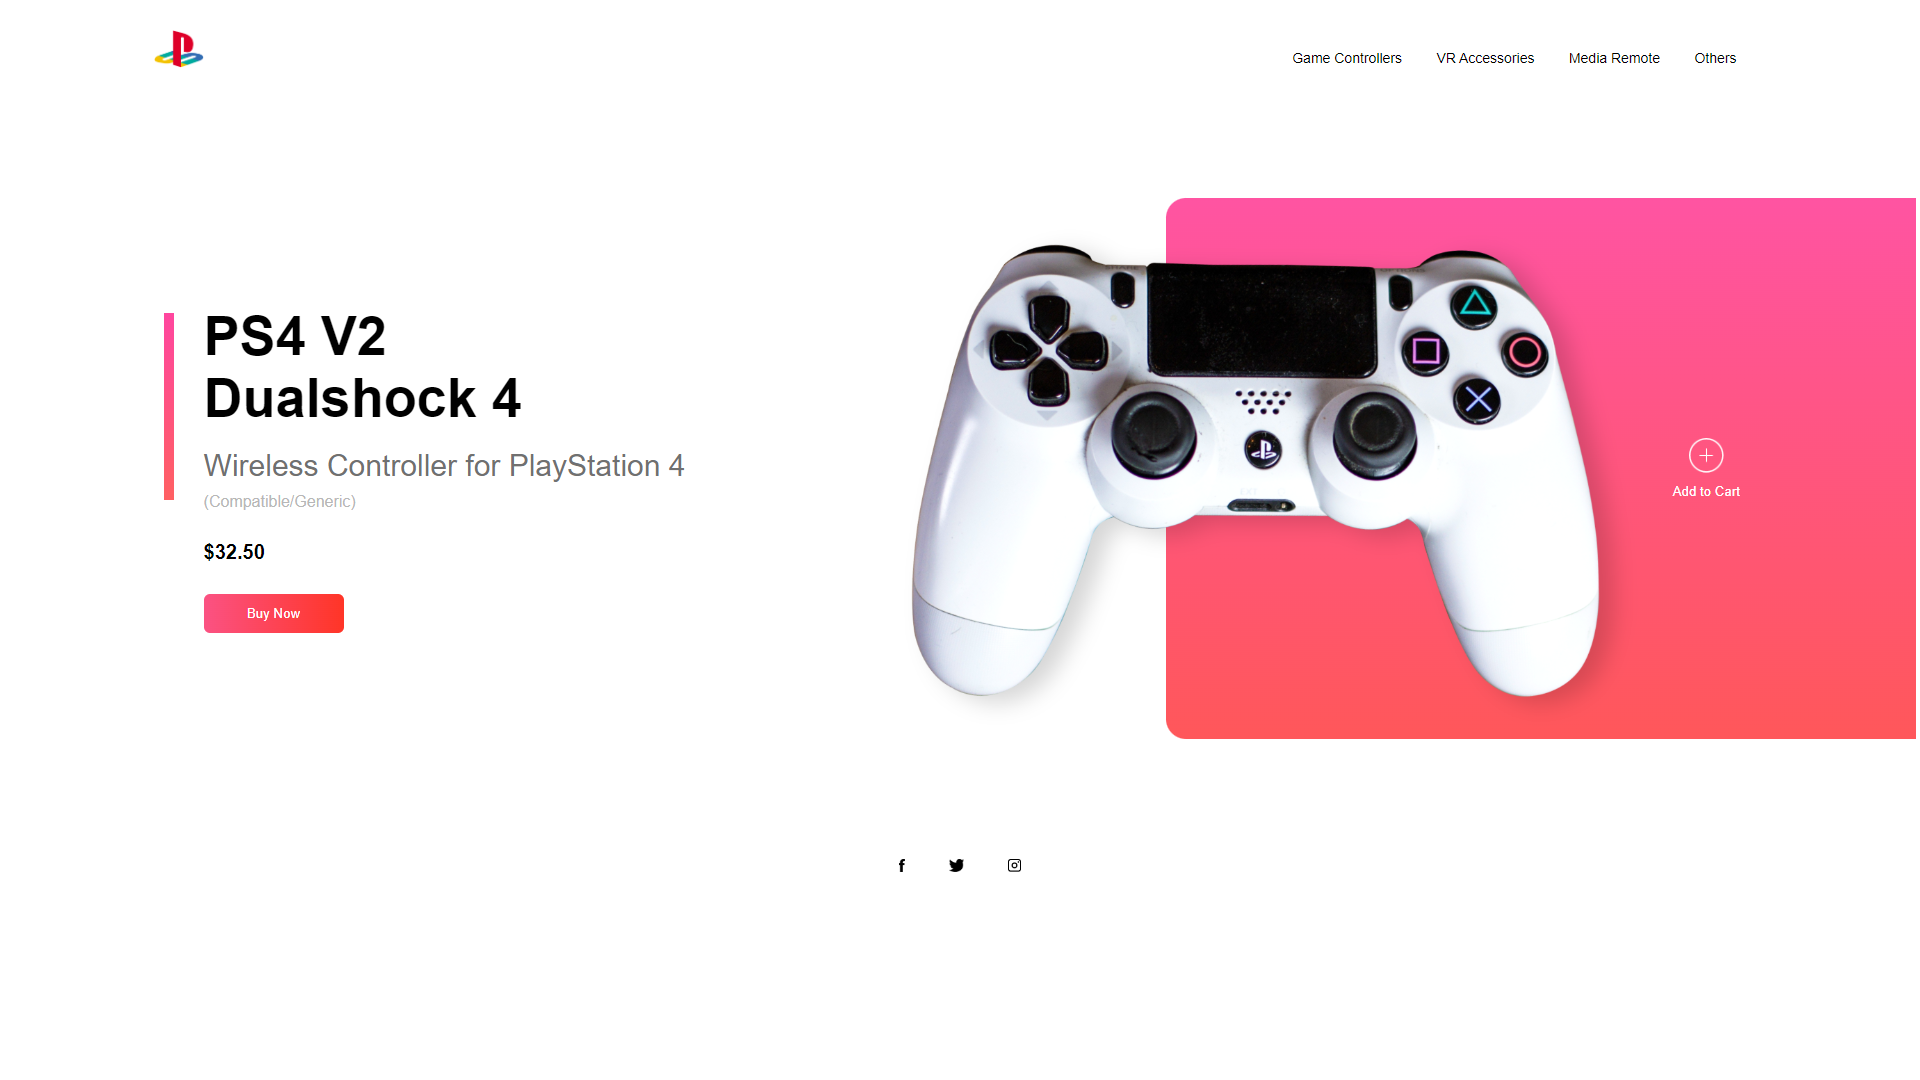 Game Controllers
VR Accessories
Media Remote
Others
PS4 V2
Dualshock 4
Wireless Controller for PlayStation 4
(Compatible/Generic)
$32.50
Buy Now
Add to Cart